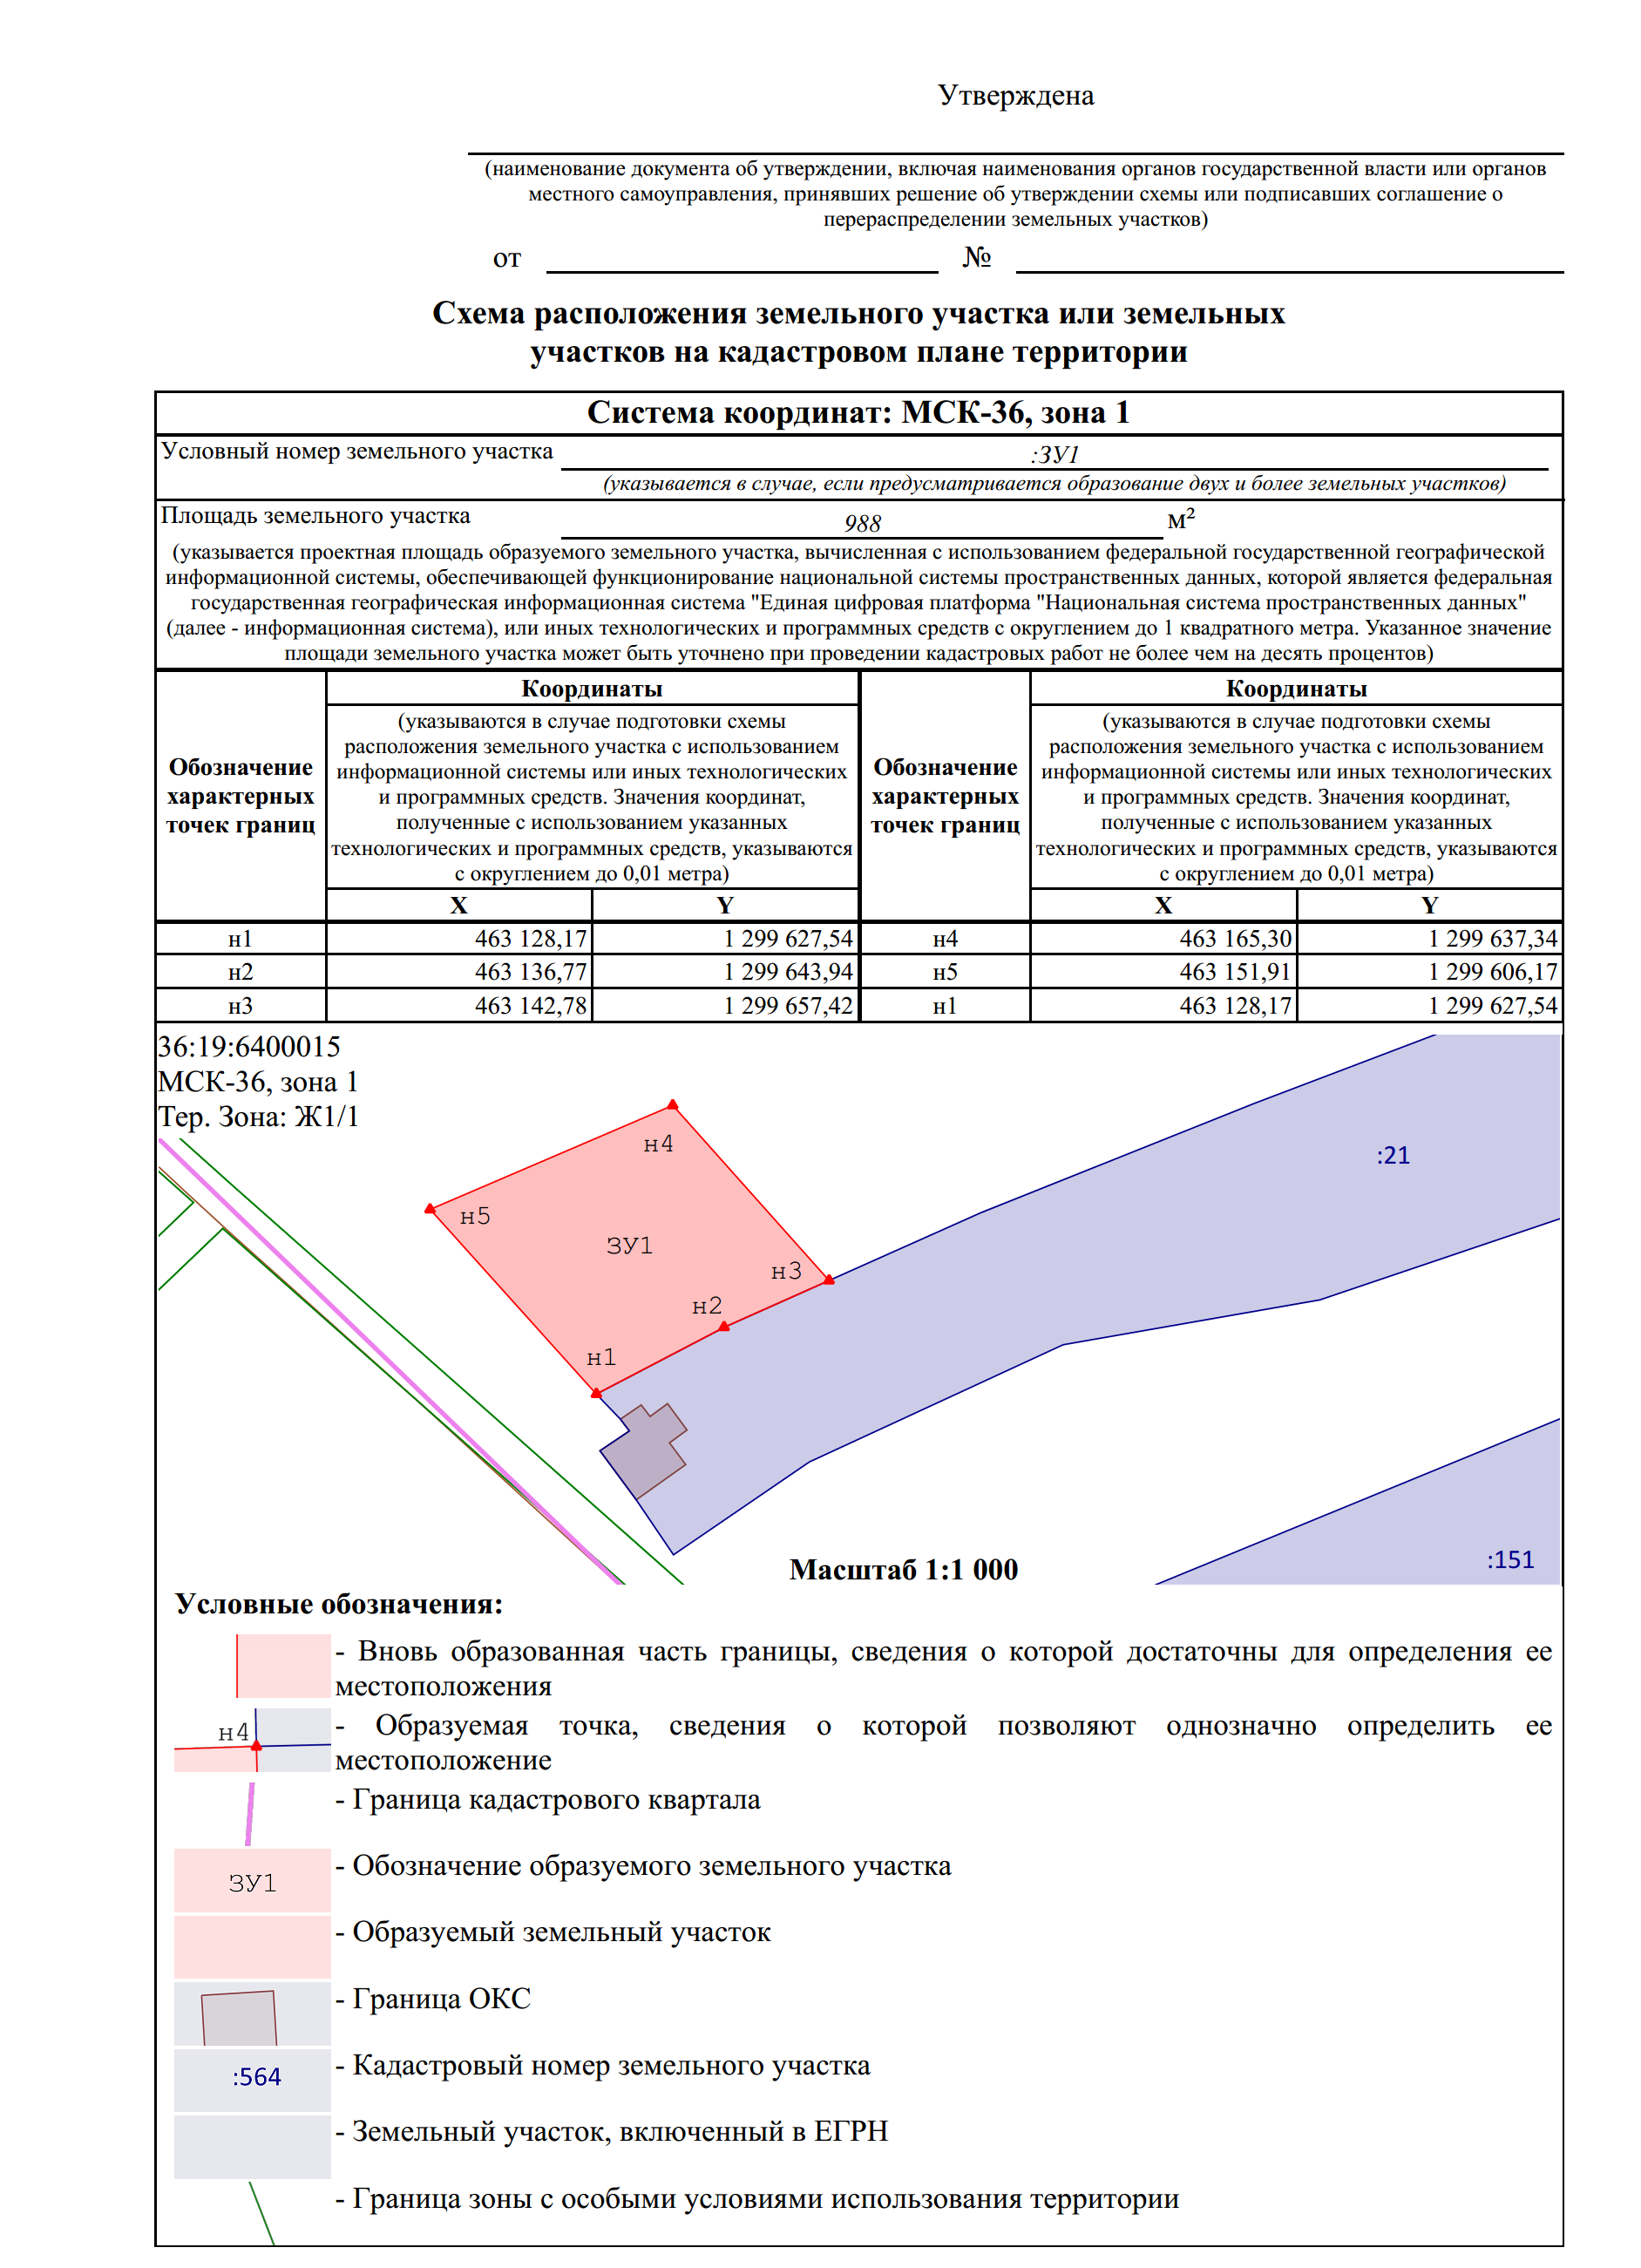 Утверждена
(наименование документа об утверждении, включая наименования органов государственной власти или органов
местного самоуправления, принявших решение об утверждении схемы или подписавших соглашение о
перераспределении земельных участков)
от № 
Схема расположения земельного участка или земельных
участков на кадастровом плане территории
Система координат: МСК-36, зона 1
Условный номер земельного участка :ЗУ1
(указывается в случае, если предусматривается образование двух и более земельных участков)
Площадь земельного участка 988 м²
(указывается проектная площадь образуемого земельного участка, вычисленная с использованием федеральной государственной географической
информационной системы, обеспечивающей функционирование национальной системы пространственных данных, которой является федеральная
государственная географическая информационная система "Единая цифровая платформа "Национальная система пространственных данных"
(далее - информационная система), или иных технологических и программных средств с округлением до 1 квадратного метра. Указанное значение
площади земельного участка может быть уточнено при проведении кадастровых работ не более чем на десять процентов)
Обозначение
характерных
точек границ
Координаты
(указываются в случае подготовки схемы
расположения земельного участка с использованием
информационной системы или иных технологических
и программных средств. Значения координат,
полученные с использованием указанных
технологических и программных средств, указываются
с округлением до 0,01 метра)
X Y
Обозначение
характерных
точек границ
Координаты
(указываются в случае подготовки схемы
расположения земельного участка с использованием
информационной системы или иных технологических
и программных средств. Значения координат,
полученные с использованием указанных
технологических и программных средств, указываются
с округлением до 0,01 метра)
X Y
н1 463 128,17 1 299 627,54 н4 463 165,30 1 299 637,34
н2 463 136,77 1 299 643,94 н5 463 151,91 1 299 606,17
н3 463 142,78 1 299 657,42 н1 463 128,17 1 299 627,54
36:19:6400015
МСК-36, зона 1
Тер. Зона: Ж1/1
н4
:21
н5
ЗУ1
н3
н2
н1
:151
Масштаб 1:1 000
Условные обозначения:
- Вновь образованная часть границы, сведения о которой достаточны для определения ее
местоположения
н4
- Образуемая точка, сведения о которой позволяют однозначно определить ее
местоположение
- Граница кадастрового квартала
ЗУ1
- Обозначение образуемого земельного участка
- Образуемый земельный участок
- Граница ОКС
:564
- Кадастровый номер земельного участка
- Земельный участок, включенный в ЕГРН
- Граница зоны с особыми условиями использования территории